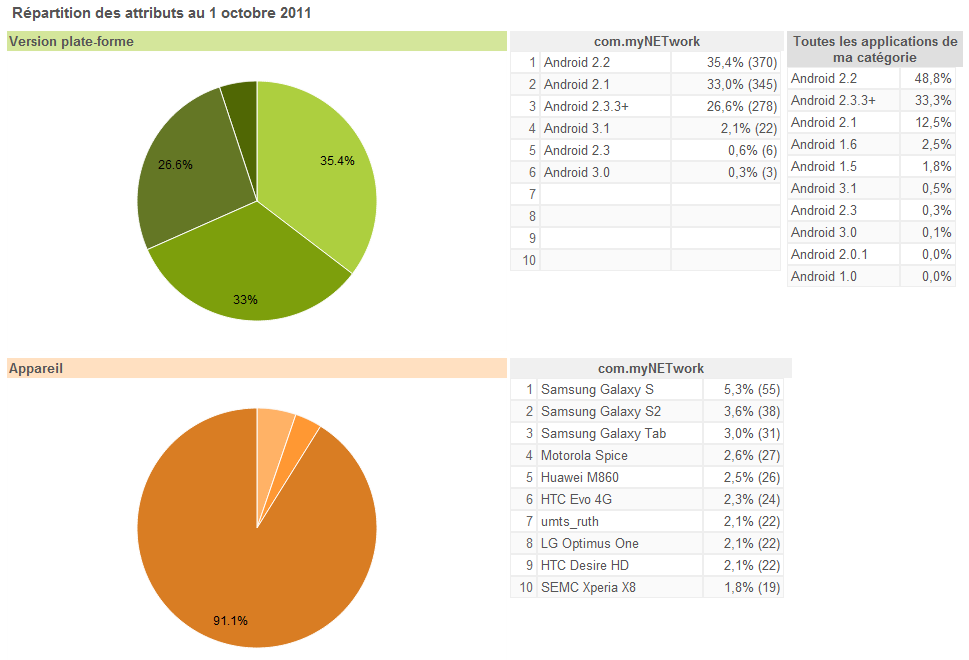 Répartition des attributs au 1 octobre 2011
Version plate-forme
35.4%
26.6%
33%
com.myNETwork
1 Android 2.2 35,4% (370)
2 Android 2.1 33,0% (345)
3 Android 2.3.3+ 26,6% (278)
4 Android 3.1 2,1% (22)
5 Android 2.3 0,6% (6)
6 Android 3.0 0,3% (3)
7
8
9
10
Toutes les applications de
ma catégorie
Android 2.2 48,8%
Android 2.3.3+ 33,3%
Android 2.1 12,5%
Android 1.6 2,5%
Android 1.5 1,8%
Android 3.1 0,5%
Android 2.3 0,3%
Android 3.0 0,1%
Android 2.0.1 0,0%
Android 1.0 0,0%
Appareil
91.1%
com.myNETwork
1 Samsung Galaxy S 5,3% (55)
2 Samsung Galaxy S2 3,6% (38)
3 Samsung Galaxy Tab 3,0% (31)
4 Motorola Spice 2,6% (27)
5 Huawei M860 2,5% (26)
6 HTC Evo 4G 2,3% (24)
7 umts_ruth 2,1% (22)
8 LG Optimus One 2,1% (22)
9 HTC Desire HD 2,1% (22)
10 SEMC Xperia X8 1,8% (19)